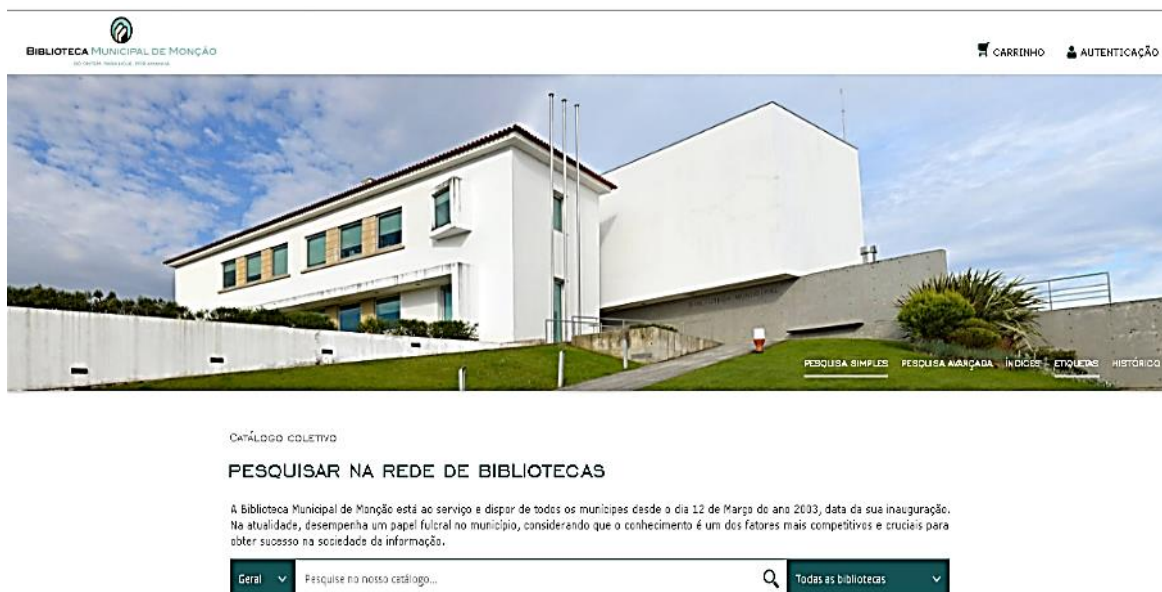 BIBLIOTECA MUNICIPAL DE MONÇÃO
CARRINHO AUTENTICAÇÃO
BIBLIOTECA MUNICIPAL
PESQUISA SIMPLES PESQUISA AVANÇADA ÍNDICES ETIQUETAS HISTÓRICO
CATÁLOGO COLETIVO
PESQUISAR NA REDE DE BIBLIOTECAS
A Biblioteca Municipal de Monção está ao serviço e dispor de todos os munícipes desde o dia 12 de Março do ano 2003, data da sua inauguração.
Na atualidade, desempenha um papel fulcral no município, considerando que o conhecimento é um dos fatores mais competitivos e cruciais para
obter sucesso na sociedade da informação.
Geral Pesquise no nosso catálogo... Todas as bibliotecas